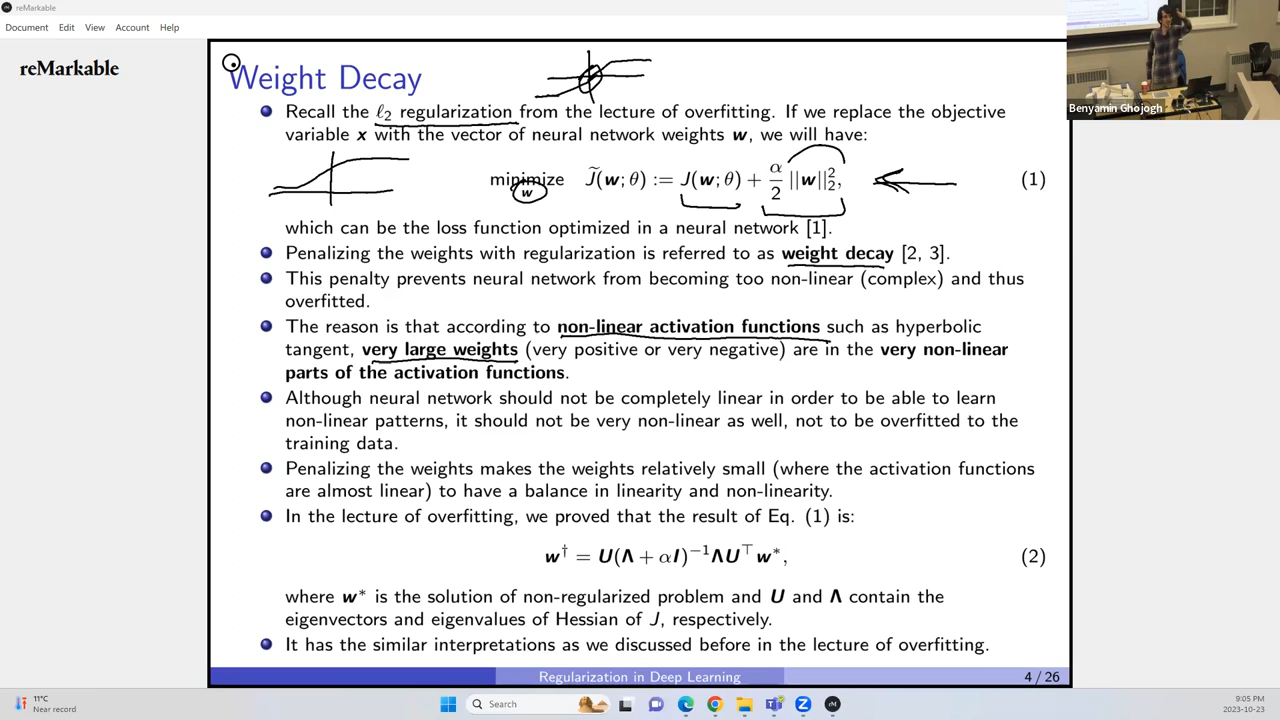 reMarkable
Document Edit View Account Help
reMarkable
Weight Decay
Recall the ℓ2 regularization from the lecture of overfitting. If we replace the objective
variable x with the vector of neural network weights w, we will have:
minimize J̃(w; θ) := J(w; θ) + α/2 ||w||₂², (1)
w
which can be the loss function optimized in a neural network [1].
Penalizing the weights with regularization is referred to as weight decay [2, 3].
This penalty prevents neural network from becoming too non-linear (complex) and thus
overfitted.
The reason is that according to non-linear activation functions such as hyperbolic
tangent, very large weights (very positive or very negative) are in the very non-linear
parts of the activation functions.
Although neural network should not be completely linear in order to be able to learn
non-linear patterns, it should not be very non-linear as well, not to be overfitted to the
training data.
Penalizing the weights makes the weights relatively small (where the activation functions
are almost linear) to have a balance in linearity and non-linearity.
In the lecture of overfitting, we proved that the result of Eq. (1) is:
w† = U(Λ + αI)⁻¹ΛU⊤w*, (2)
where w* is the solution of non-regularized problem and U and Λ contain the
eigenvectors and eigenvalues of Hessian of J, respectively.
It has the similar interpretations as we discussed before in the lecture of overfitting.
Regularization in Deep Learning 4 / 26
Benyamin Ghojogh
11°C
Near record
Search
rM
9:05 PM
2023-10-23